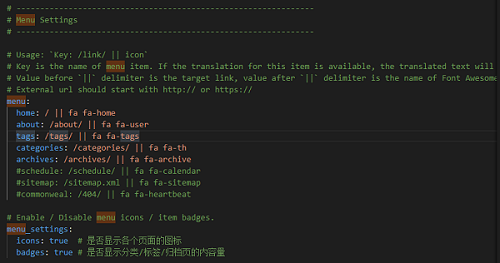 # ---------------------------------------------------------------
# Menu Settings
# ---------------------------------------------------------------
# Usage: `Key: /link/ || icon`
# Key is the name of menu item. If the translation for this item is available, the translated text will
# Value before `||` delimiter is the target link, value after `||` delimiter is the name of Font Awesome
# External url should start with http:// or https://
menu:
  home: / || fa fa-home
  about: /about/ || fa fa-user
  tags: /tags/ || fa fa-tags
  categories: /categories/ || fa fa-th
  archives: /archives/ || fa fa-archive
  #schedule: /schedule/ || fa fa-calendar
  #sitemap: /sitemap.xml || fa fa-sitemap
  #commonweal: /404/ || fa fa-heartbeat
# Enable / Disable menu icons / item badges.
menu_settings:
  icons: true  # 是否显示各个页面的图标
  badges: true # 是否显示分类/标签/归档页的内容量